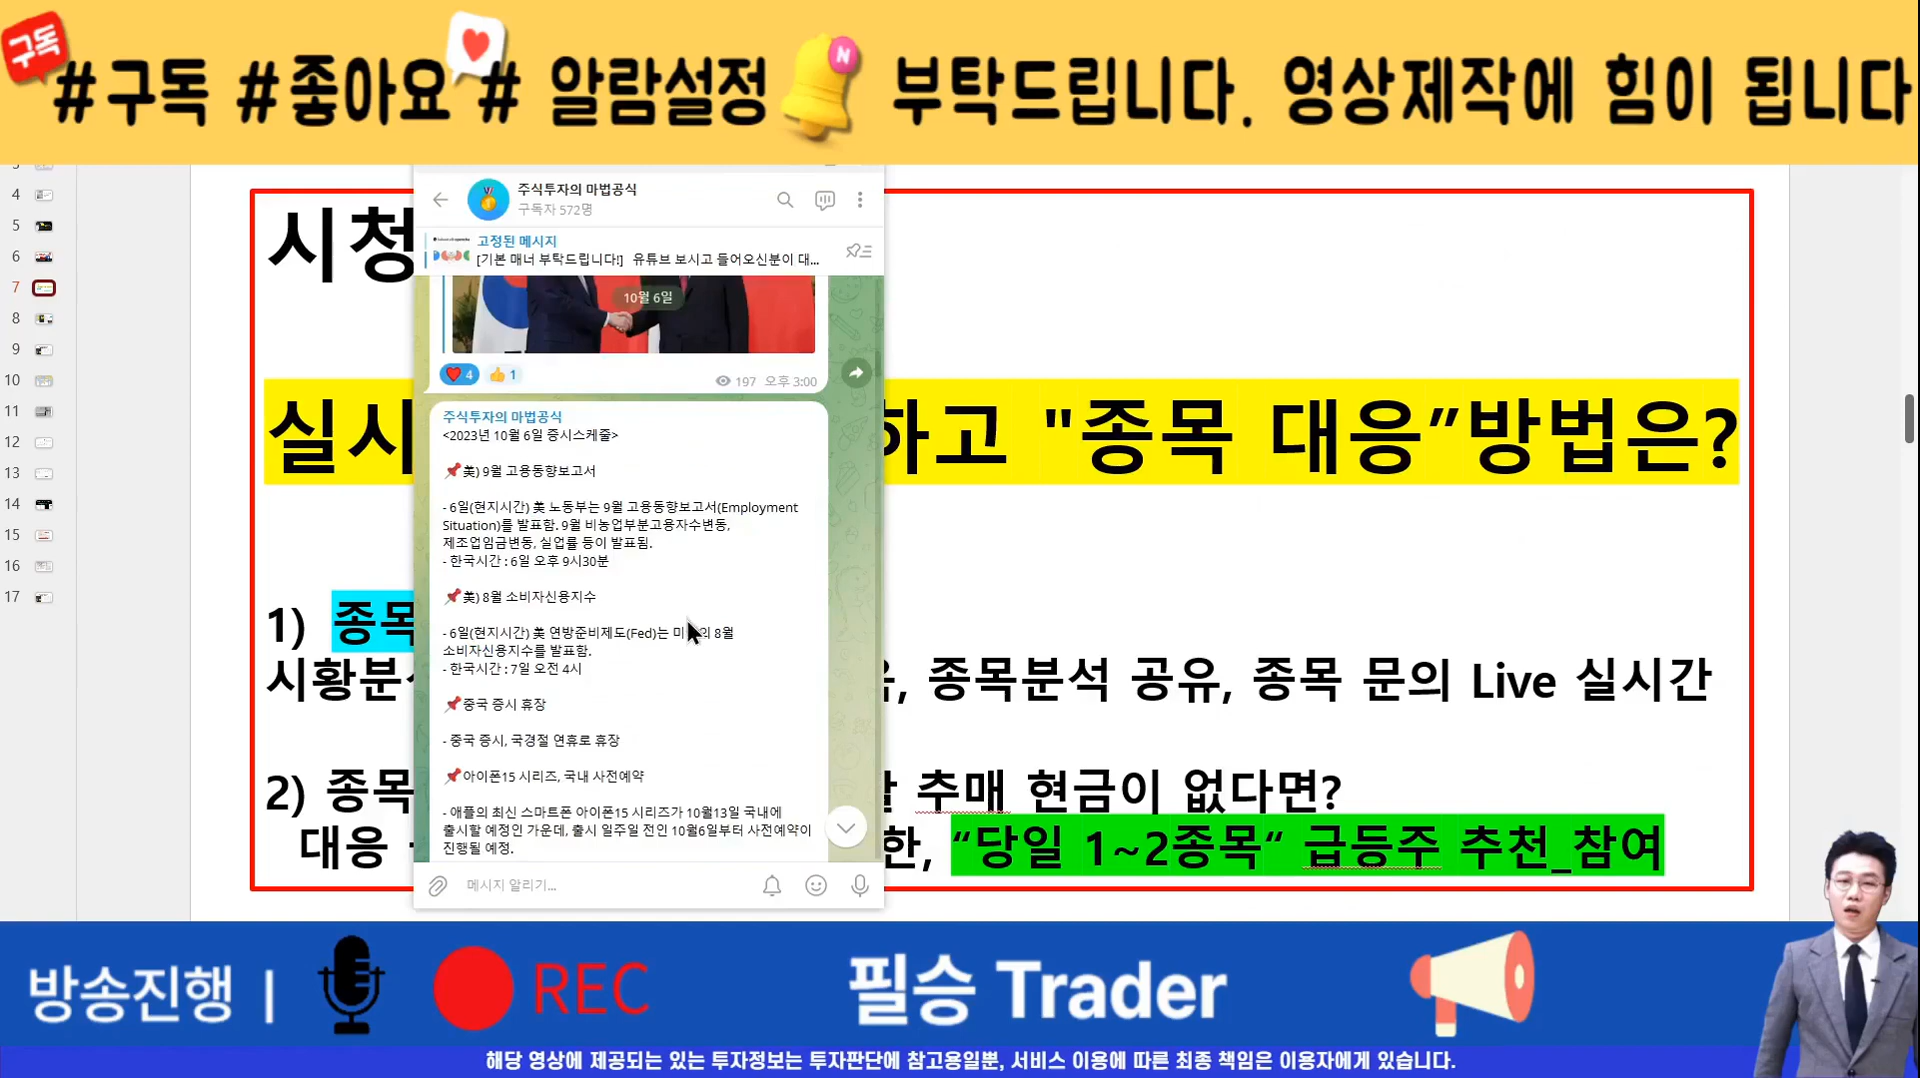 구독
#구독 #좋아요 # 알람설정 부탁드립니다. 영상제작에 힘이 됩니다
N
4
5
6
7
8
9
10
11
12
13
14
15
16
17
시청
실시
하고 "종목 대응”방법은?
1) 종목
시황분
, 종목분석 공유, 종목 문의 Live 실시간
2) 종목
추매 현금이 없다면?
대응
한, “당일 1~2종목“ 급등주 추천_참여
주식투자의 마법공식
구독자 572명
고정된 메시지
[기본 매너 부탁드립니다!] 유튜브 보시고 들어오신분이 대...
10월 6일
4
1
197 오후 3:00
주식투자의 마법공식
<2023년 10월 6일 증시스케줄>
美) 9월 고용동향보고서
- 6일(현지시간) 美 노동부는 9월 고용동향보고서(Employment
Situation)를 발표함. 9월 비농업부분고용자수변동,
제조업임금변동, 실업률 등이 발표됨.
- 한국시간 : 6일 오후 9시30분
美) 8월 소비자신용지수
- 6일(현지시간) 美 연방준비제도(Fed)는 미 의 8월
소비자신용지수를 발표함.
- 한국시간 : 7일 오전 4시
중국 증시 휴장
- 중국 증시, 국경절 연휴로 휴장
아이폰15 시리즈, 국내 사전예약
- 애플의 최신 스마트폰 아이폰15 시리즈가 10월13일 국내에
출시할 예정인 가운데, 출시 일주일 전인 10월6일부터 사전예약이
진행될 예정.
메시지 알리기...
방송진행 | REC 필승 Trader
해당 영상에 제공되는 있는 투자정보는 투자판단에 참고용일뿐, 서비스 이용에 따른 최종 책임은 이용자에게 있습니다.